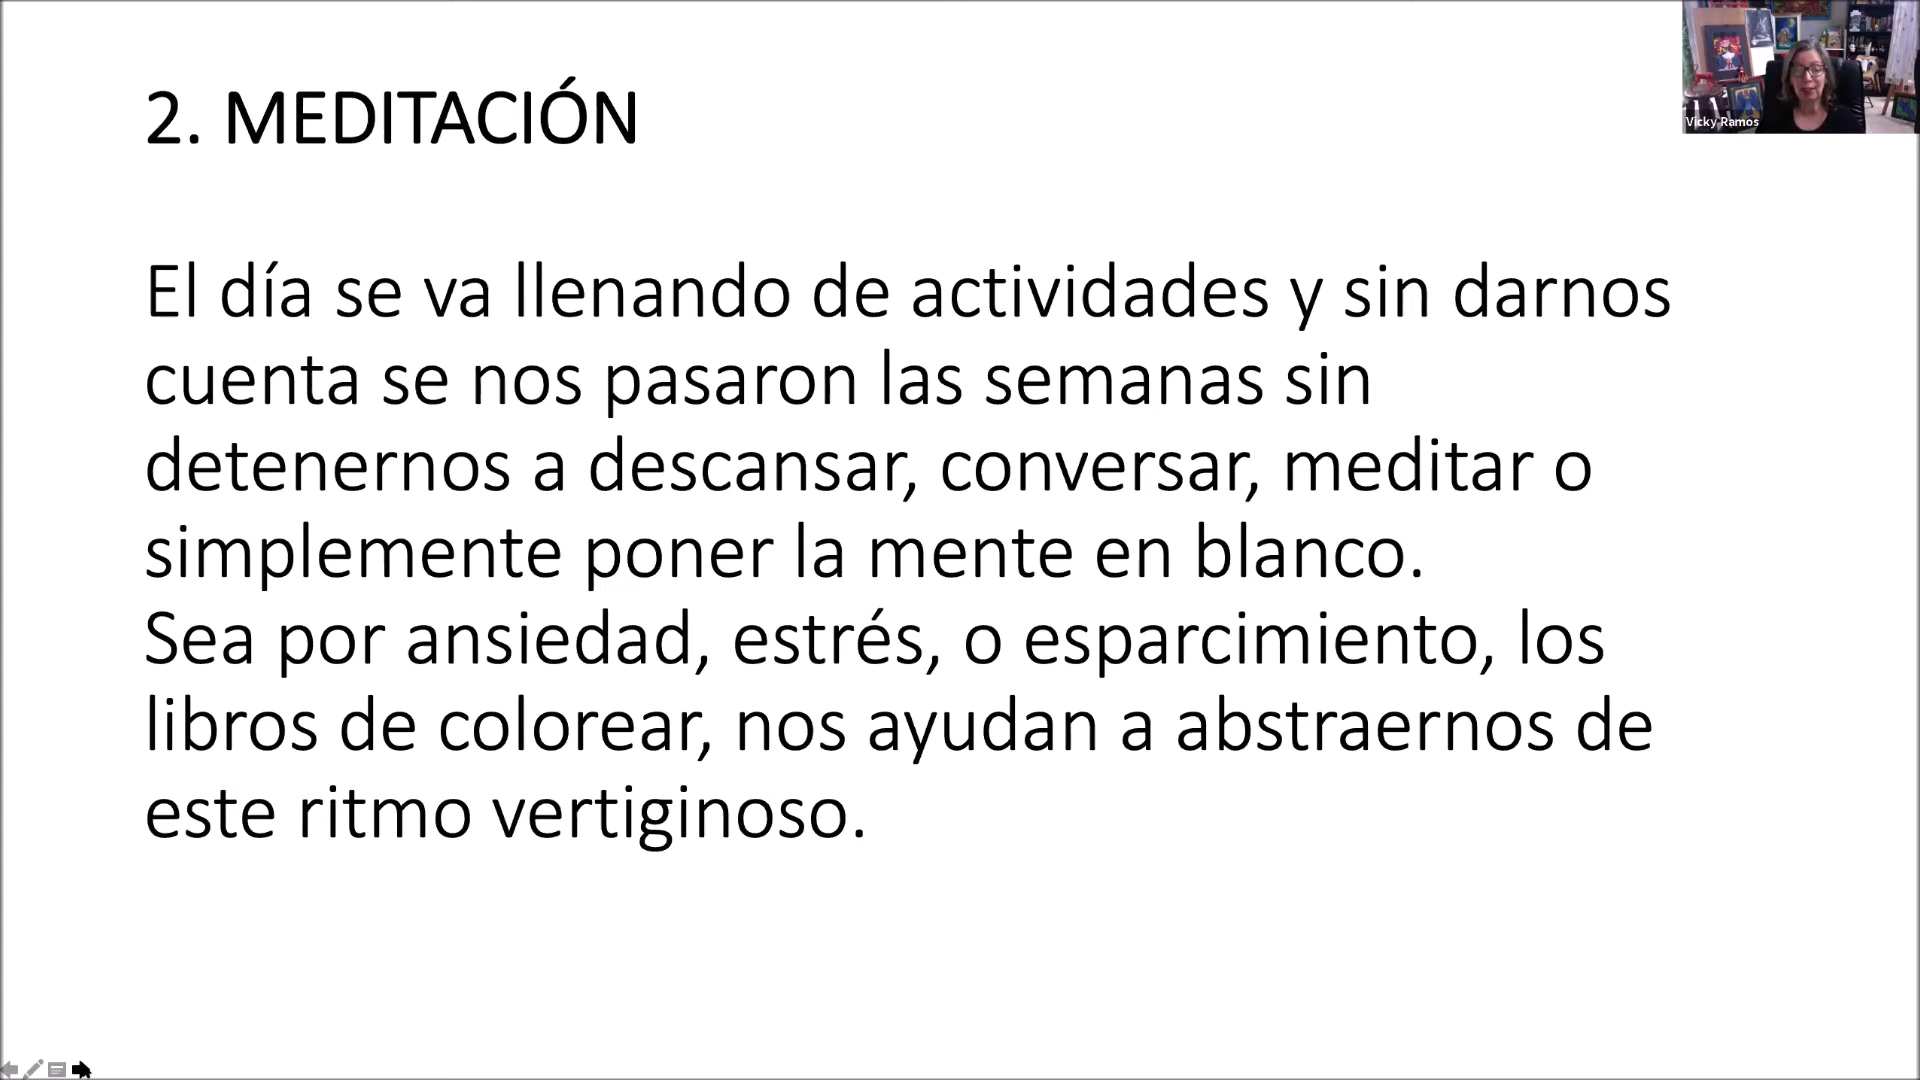 2. MEDITACIÓN
El día se va llenando de actividades y sin darnos
cuenta se nos pasaron las semanas sin
detenernos a descansar, conversar, meditar o
simplemente poner la mente en blanco.
Sea por ansiedad, estrés, o esparcimiento, los
libros de colorear, nos ayudan a abstraernos de
este ritmo vertiginoso.
Vicky Ramos